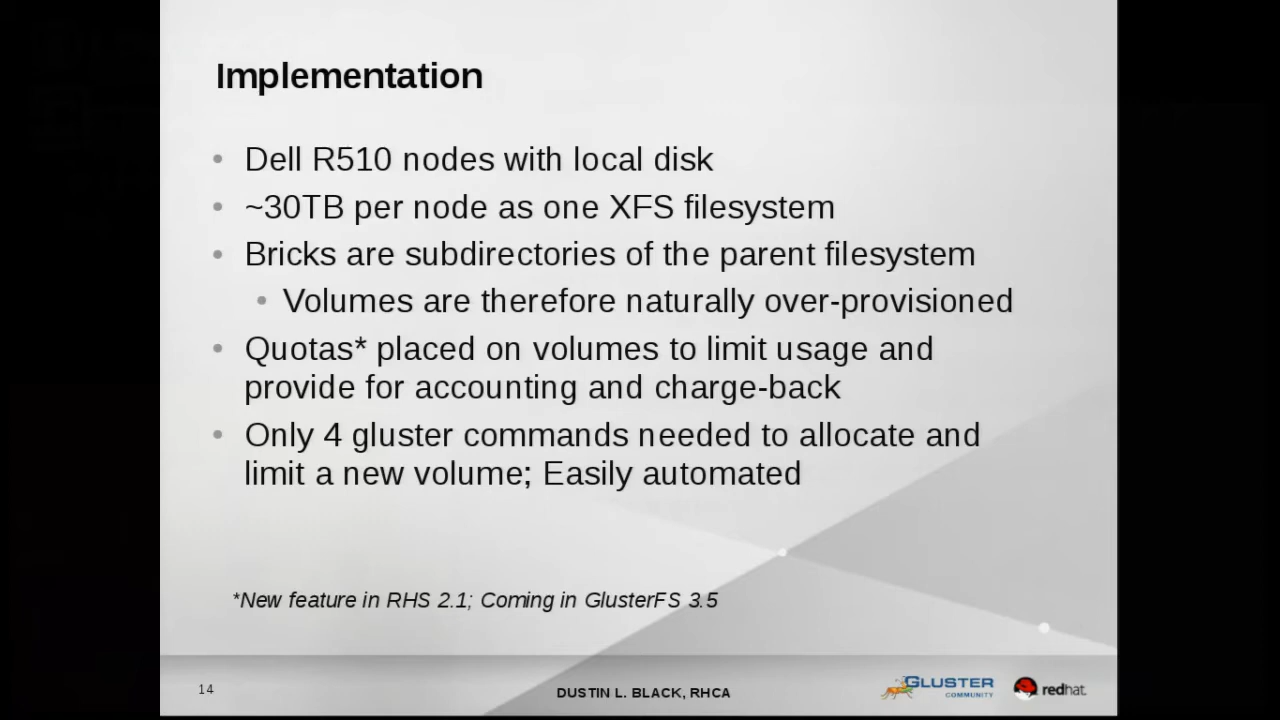 Implementation
• Dell R510 nodes with local disk
• ~30TB per node as one XFS filesystem
• Bricks are subdirectories of the parent filesystem
• Volumes are therefore naturally over-provisioned
• Quotas* placed on volumes to limit usage and
provide for accounting and charge-back
• Only 4 gluster commands needed to allocate and
limit a new volume; Easily automated
*New feature in RHS 2.1; Coming in GlusterFS 3.5
14
DUSTIN L. BLACK, RHCA
GLUSTER
COMMUNITY
redhat.